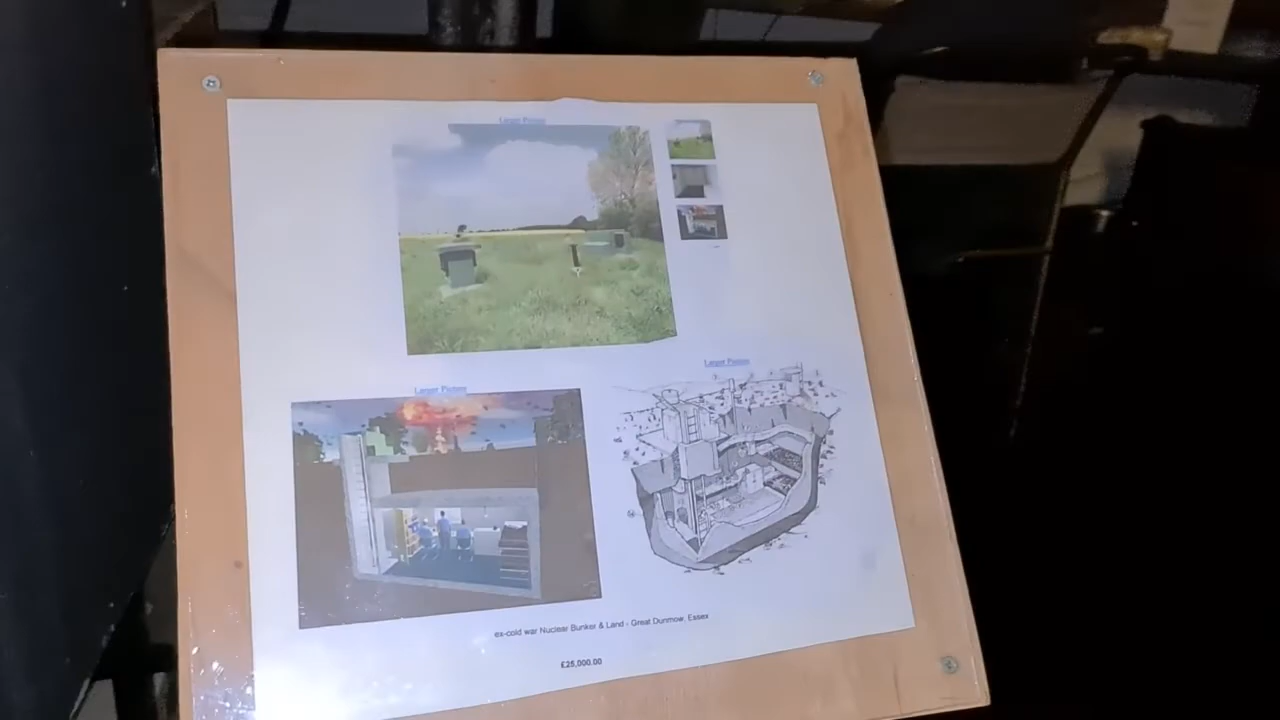 Larger Picture
Larger Picture
Larger Picture
ex-cold war Nuclear Bunker & Land - Great Dunmow, Essex
£25,000.00